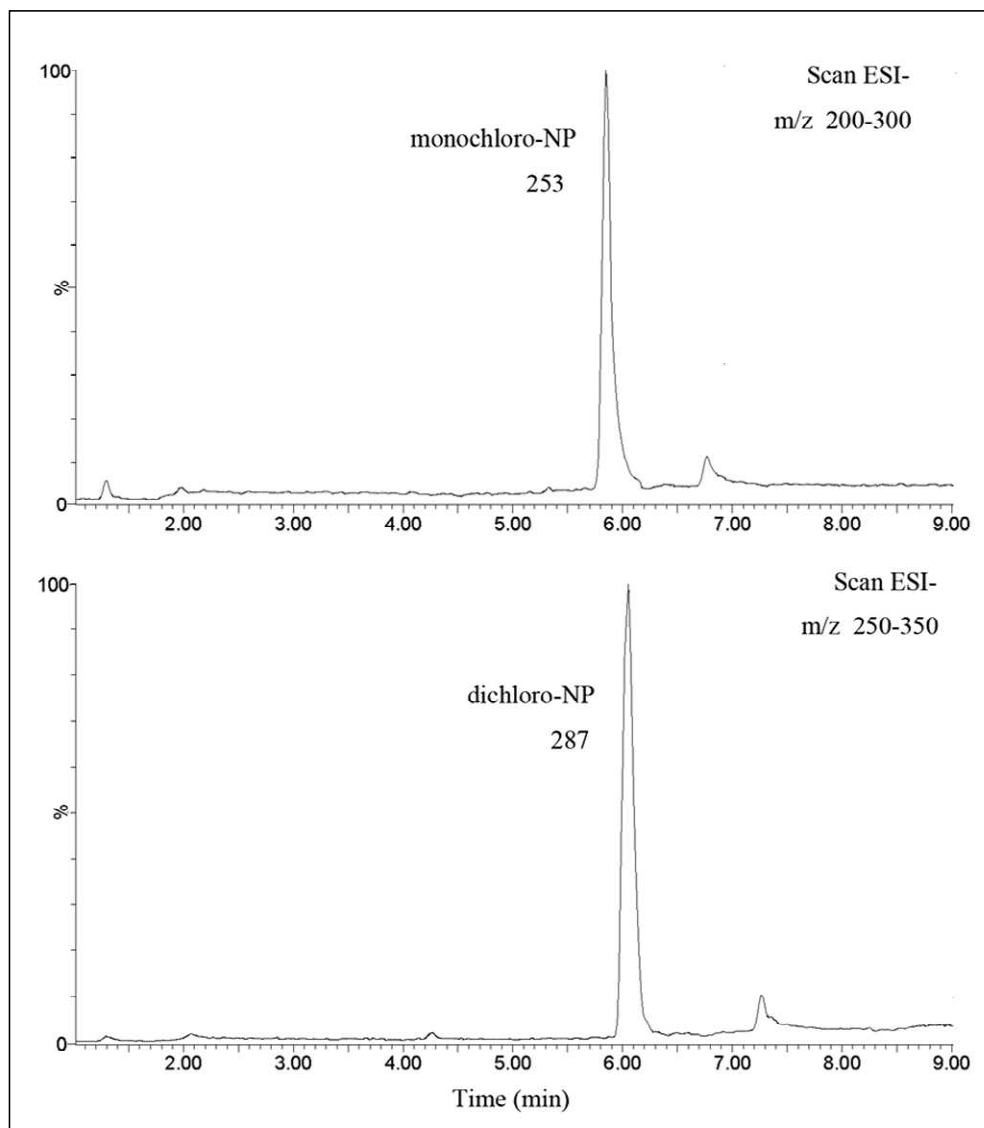 100
Scan ESI-
m/z 200-300
monochloro-NP
253
%
0
2.00 3.00 4.00 5.00 6.00 7.00 8.00 9.00
100
Scan ESI-
m/z 250-350
dichloro-NP
287
%
0
2.00 3.00 4.00 5.00 6.00 7.00 8.00 9.00
Time (min)